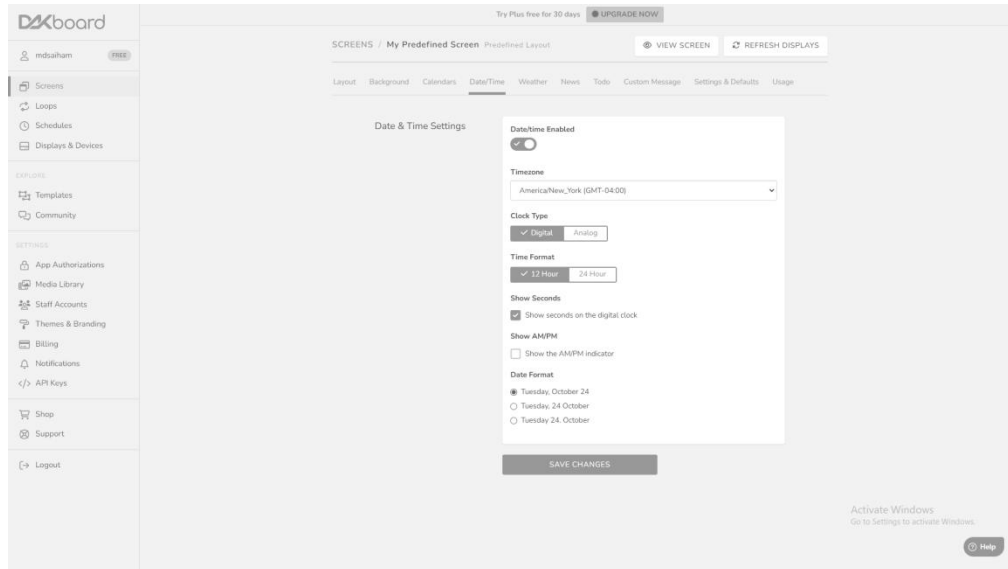 DAKboard
Try Plus free for 30 days UPGRADE NOW
mdsaiham FREE
Screens
Loops
Schedules
Displays & Devices
EXPLORE
Templates
Community
SETTINGS
App Authorizations
Media Library
Staff Accounts
Themes & Branding
Billing
Notifications
API Keys
Shop
Support
Logout
SCREENS / My Predefined Screen Predefined Layout
VIEW SCREEN REFRESH DISPLAYS
Layout Background Calendars Date/Time Weather News Todo Custom Message Settings & Defaults Usage
Date & Time Settings
Date/time Enabled
Timezone
America/New_York (GMT-04:00)
Clock Type
Digital Analog
Time Format
12 Hour 24 Hour
Show Seconds
Show seconds on the digital clock
Show AM/PM
Show the AM/PM indicator
Date Format
Tuesday, October 24
Tuesday, 24 October
Tuesday 24. October
SAVE CHANGES
Activate Windows
Go to Settings to activate Windows.
Help